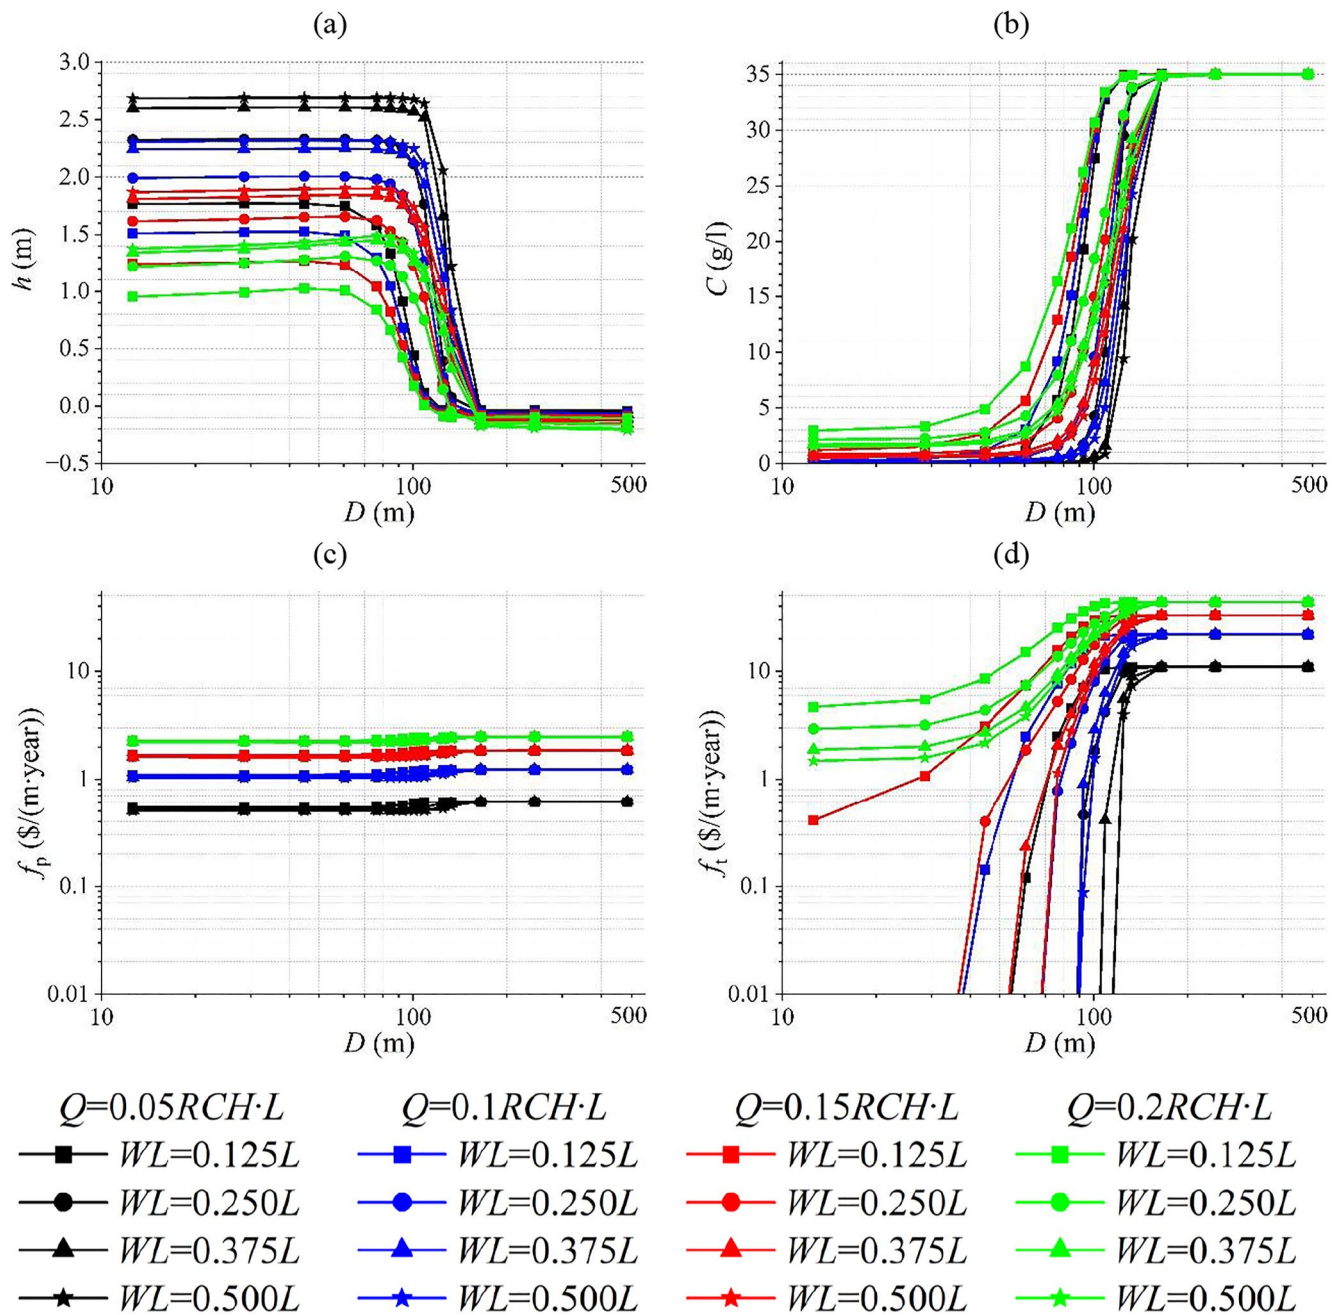 (a) (b)
3.0
2.5
2.0
1.5
1.0
0.5
0.0
−0.5
h (m)
10 100 500
D (m)
35
30
25
20
15
10
5
0
C (g/l)
10 100 500
D (m)
(c) (d)
10
1
0.1
0.01
fp ($/(m·year))
10 100 500
D (m)
10
1
0.1
0.01
ft ($/(m·year))
10 100 500
D (m)
Q=0.05RCH·L Q=0.1RCH·L Q=0.15RCH·L Q=0.2RCH·L
WL=0.125L WL=0.125L WL=0.125L WL=0.125L
WL=0.250L WL=0.250L WL=0.250L WL=0.250L
WL=0.375L WL=0.375L WL=0.375L WL=0.375L
WL=0.500L WL=0.500L WL=0.500L WL=0.500L